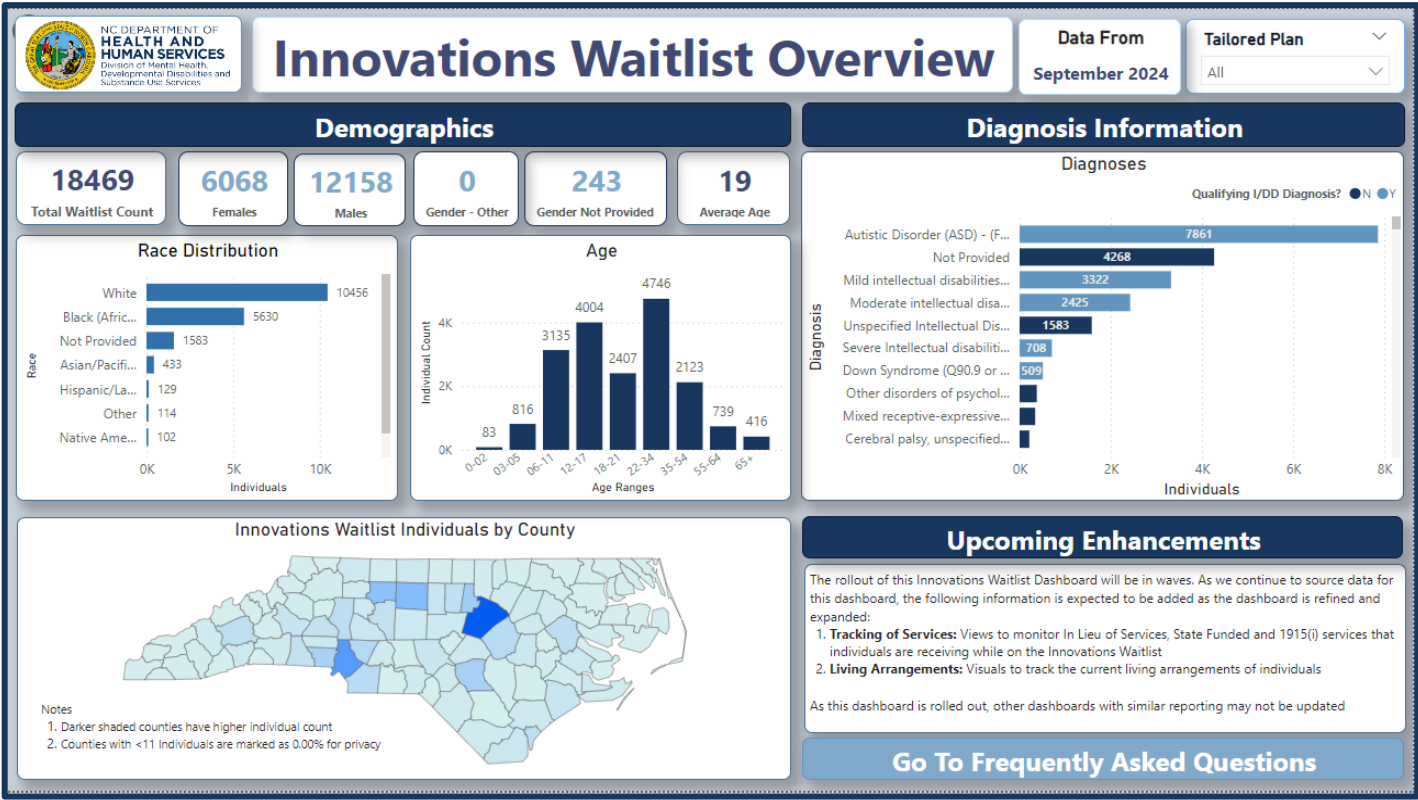 NC DEPARTMENT OF
HEALTH AND
HUMAN SERVICES
Division of Mental Health,
Developmental Disabilities and
Substance Use Services
Innovations Waitlist Overview
Data From
September 2024
Tailored Plan
All
Demographics
18469
Total Waitlist Count
6068
Females
12158
Males
0
Gender - Other
243
Gender Not Provided
19
Average Age
Race Distribution
Race
White
10456
Black (Afric...
5630
Not Provided
1583
Asian/Pacifi...
433
Hispanic/La...
129
Other
114
Native Ame...
102
0K
5K
10K
Individuals
Age
Individual Count
4K
2K
0K
83
816
3135
4004
2407
4746
2123
739
416
0-02
03-05
06-11
12-17
18-21
22-34
35-54
55-64
65+
Age Ranges
Diagnosis Information
Diagnoses
Qualifying I/DD Diagnosis? N Y
Diagnosis
Autistic Disorder (ASD) - (F...
7861
Not Provided
4268
Mild intellectual disabilities...
3322
Moderate intellectual disa...
2425
Unspecified Intellectual Dis...
1583
Severe Intellectual disabiliti...
708
Down Syndrome (Q90.9 or ...
509
Other disorders of psychol...
Mixed receptive-expressive...
Cerebral palsy, unspecified...
0K
2K
4K
6K
8K
Individuals
Innovations Waitlist Individuals by County
Notes
1. Darker shaded counties have higher individual count
2. Counties with <11 Individuals are marked as 0.00% for privacy
Upcoming Enhancements
The rollout of this Innovations Waitlist Dashboard will be in waves. As we continue to source data for
this dashboard, the following information is expected to be added as the dashboard is refined and
expanded:
1. Tracking of Services: Views to monitor In Lieu of Services, State Funded and 1915(i) services that
individuals are receiving while on the Innovations Waitlist
2. Living Arrangements: Visuals to track the current living arrangements of individuals
As this dashboard is rolled out, other dashboards with similar reporting may not be updated
Go To Frequently Asked Questions